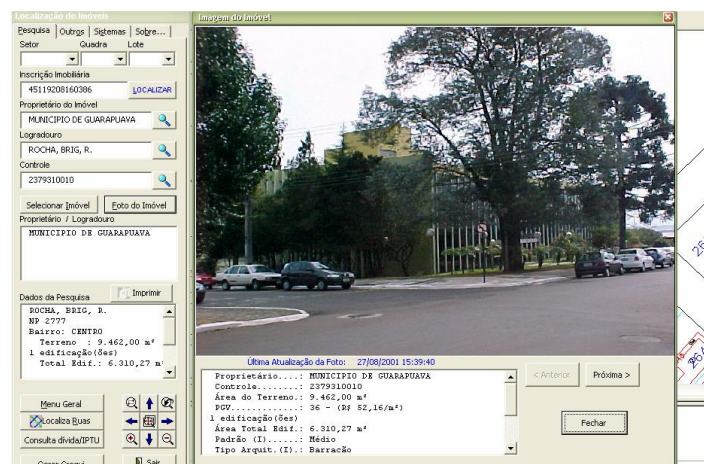 Localização de Imóveis
Pesquisa Outros Sistemas Sobre...
Setor Quadra Lote
Inscrição Imobiliária
45119208160386 LOCALIZAR
Proprietário do Imóvel
MUNICIPIO DE GUARAPUAVA
Logradouro
ROCHA, BRIG, R.
Controle
2379310010
Selecionar Imóvel Foto do Imóvel
Proprietário / Logradouro
MUNICIPIO DE GUARAPUAVA
Dados da Pesquisa Imprimir
ROCHA, BRIG, R.
NP 2777
Bairro: CENTRO
Terreno : 9.462,00 m²
1 edificação(ões)
Total Edif.: 6.310,27 m²
Menu Geral
Localiza Ruas
Consulta dívida/IPTU
Gerar Croqui Sair
Imagem do Imóvel
Última Atualização da Foto: 27/08/2001 15:39:40
Proprietário....: MUNICIPIO DE GUARAPUAVA
Controle........: 2379310010
Área do Terreno.: 9.462,00 m²
PGV.............: 36 - (R$ 52,16/m²)
1 edificação(ões)
Área Total Edif.: 6.310,27 m²
Padrão (I)......: Médio
Tipo Arquit.(I).: Barracão
< Anterior Próxima >
Fechar